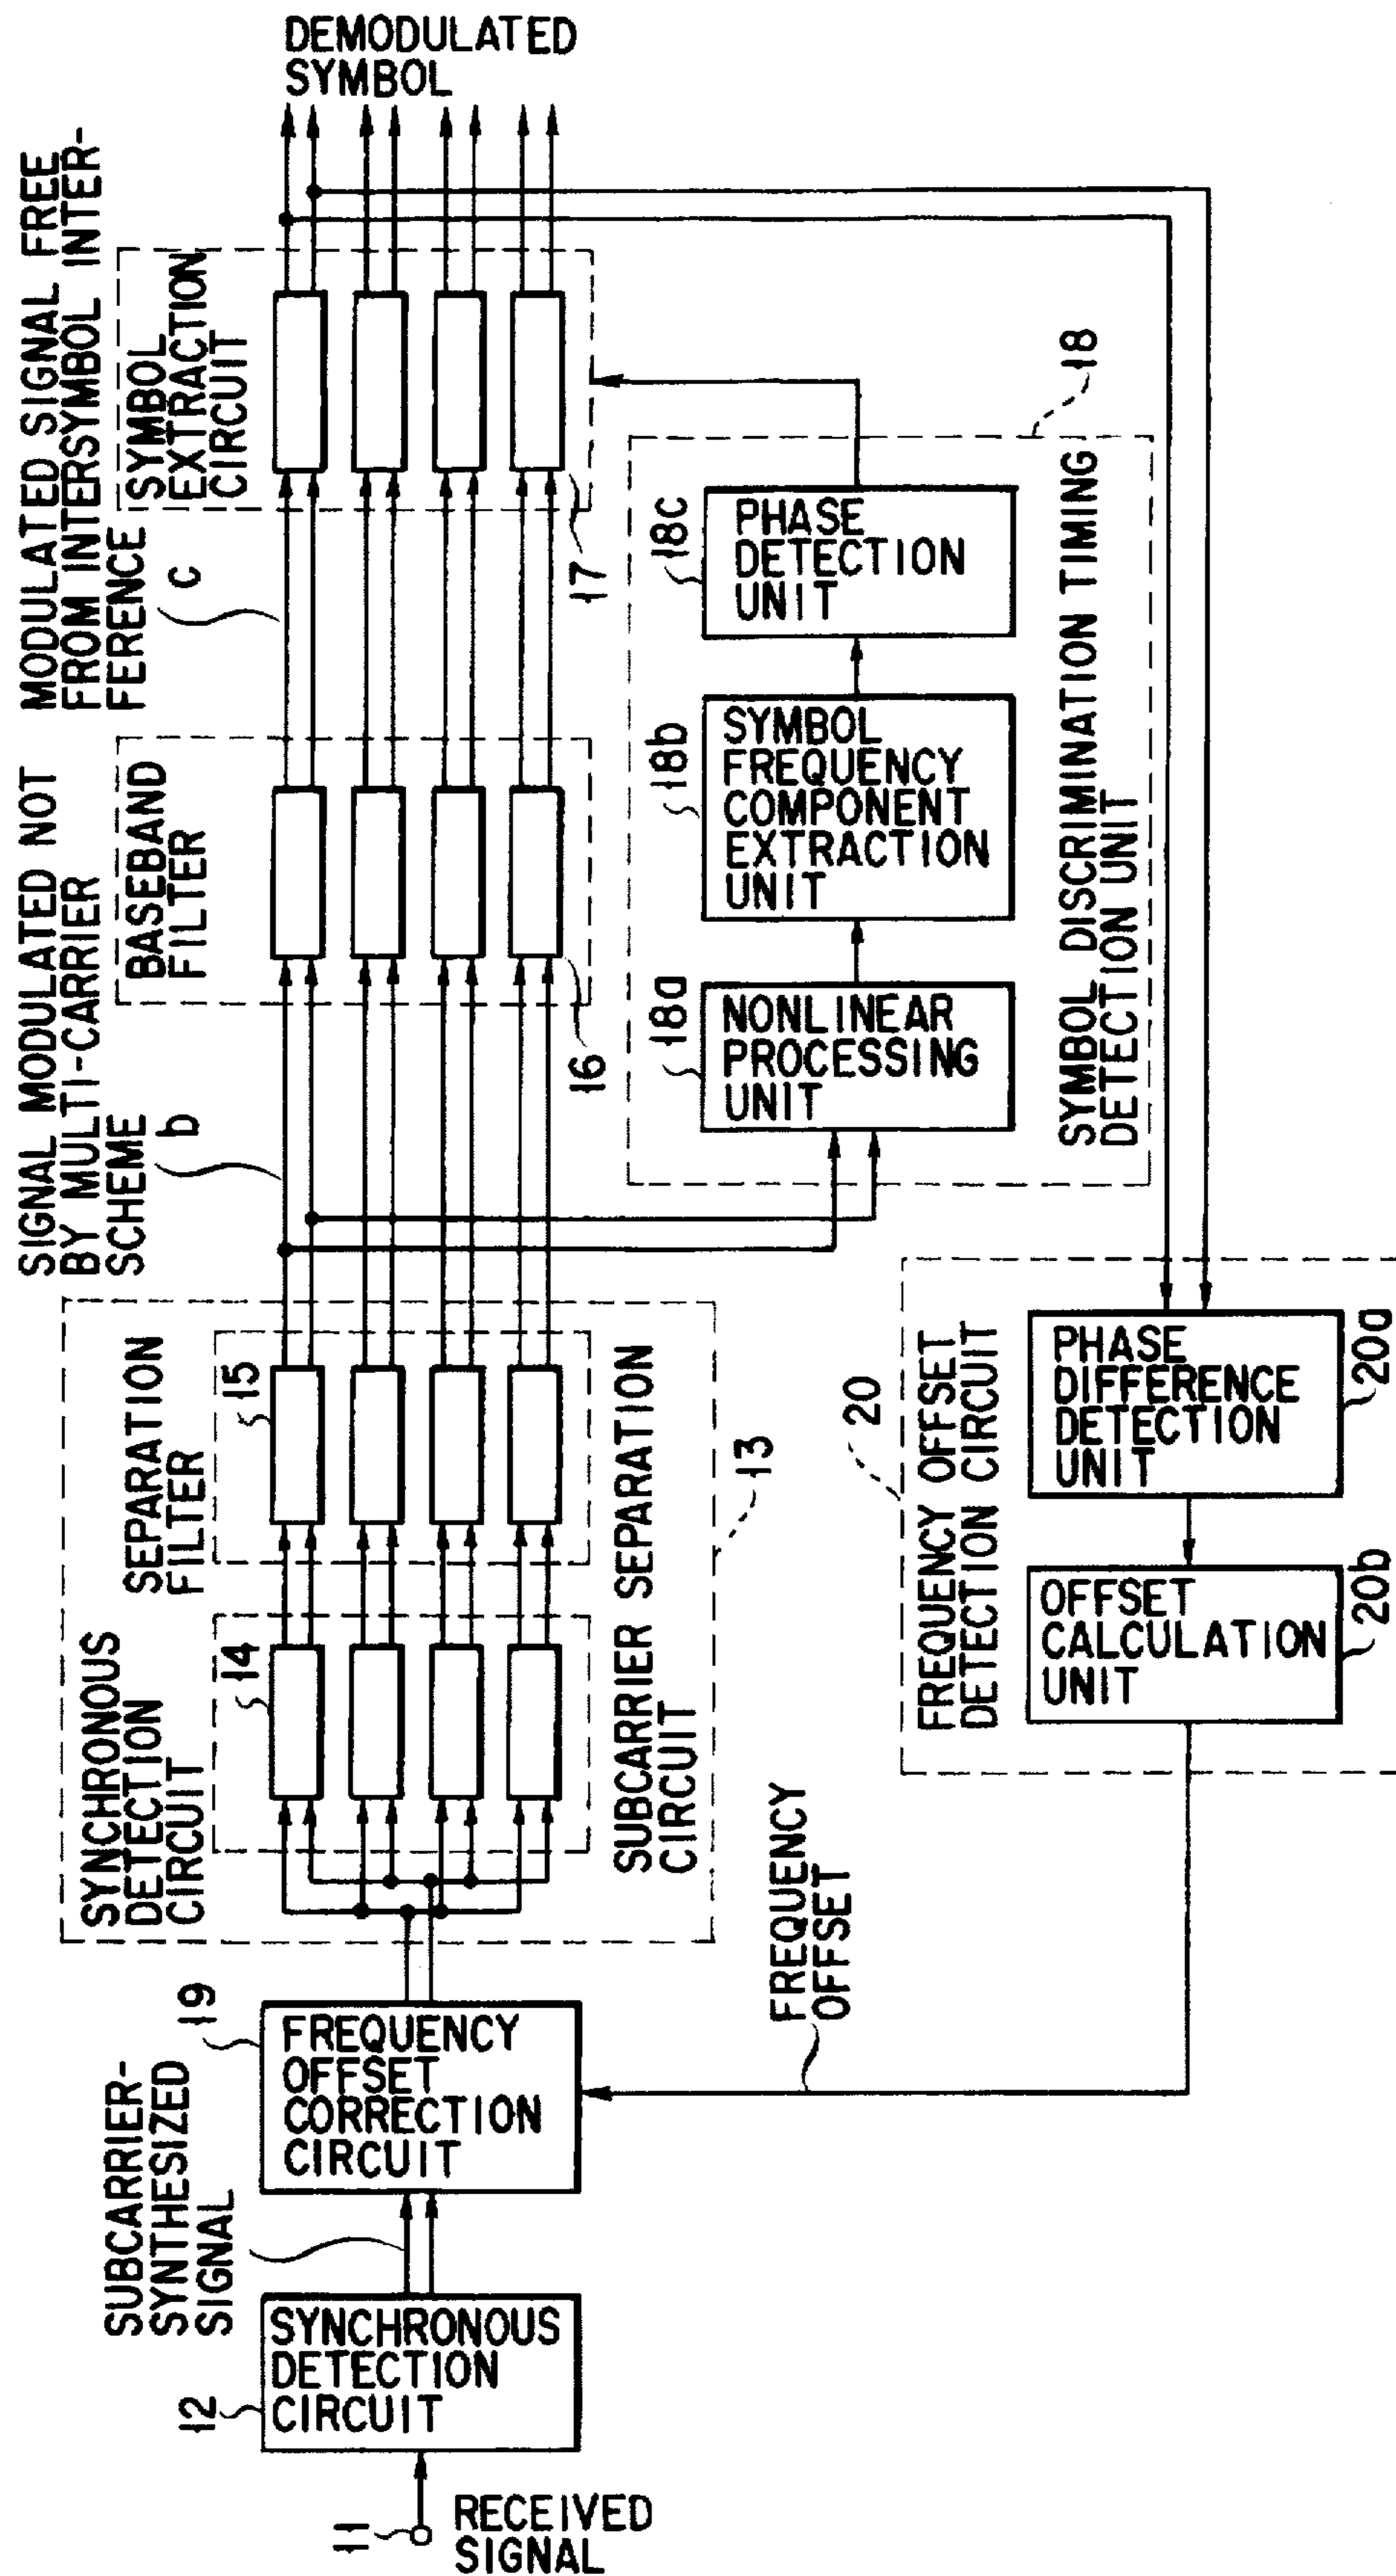 11
RECEIVED
SIGNAL
12
SYNCHRONOUS
DETECTION
CIRCUIT
SUBCARRIER-
SYNTHESIZED
SIGNAL
19
FREQUENCY
OFFSET
CORRECTION
CIRCUIT
FREQUENCY
OFFSET
SYNCHRONOUS
DETECTION
CIRCUIT
14
SEPARATION
FILTER
15
SUBCARRIER SEPARATION
CIRCUIT
13
SIGNAL MODULATED NOT
BY MULTI-CARRIER
SCHEME
b
BASEBAND
FILTER
16
MODULATED SIGNAL FREE
FROM INTERSYMBOL INTER-
FERENCE
c
SYMBOL
EXTRACTION
CIRCUIT
17
DEMODULATED
SYMBOL
18a
NONLINEAR
PROCESSING
UNIT
18b
SYMBOL
FREQUENCY
COMPONENT
EXTRACTION
UNIT
18c
PHASE
DETECTION
UNIT
18
SYMBOL DISCRIMINATION TIMING
DETECTION UNIT
20
FREQUENCY OFFSET
DETECTION CIRCUIT
OFFSET
CALCULATION
UNIT
20b
PHASE
DIFFERENCE
DETECTION
UNIT
20a